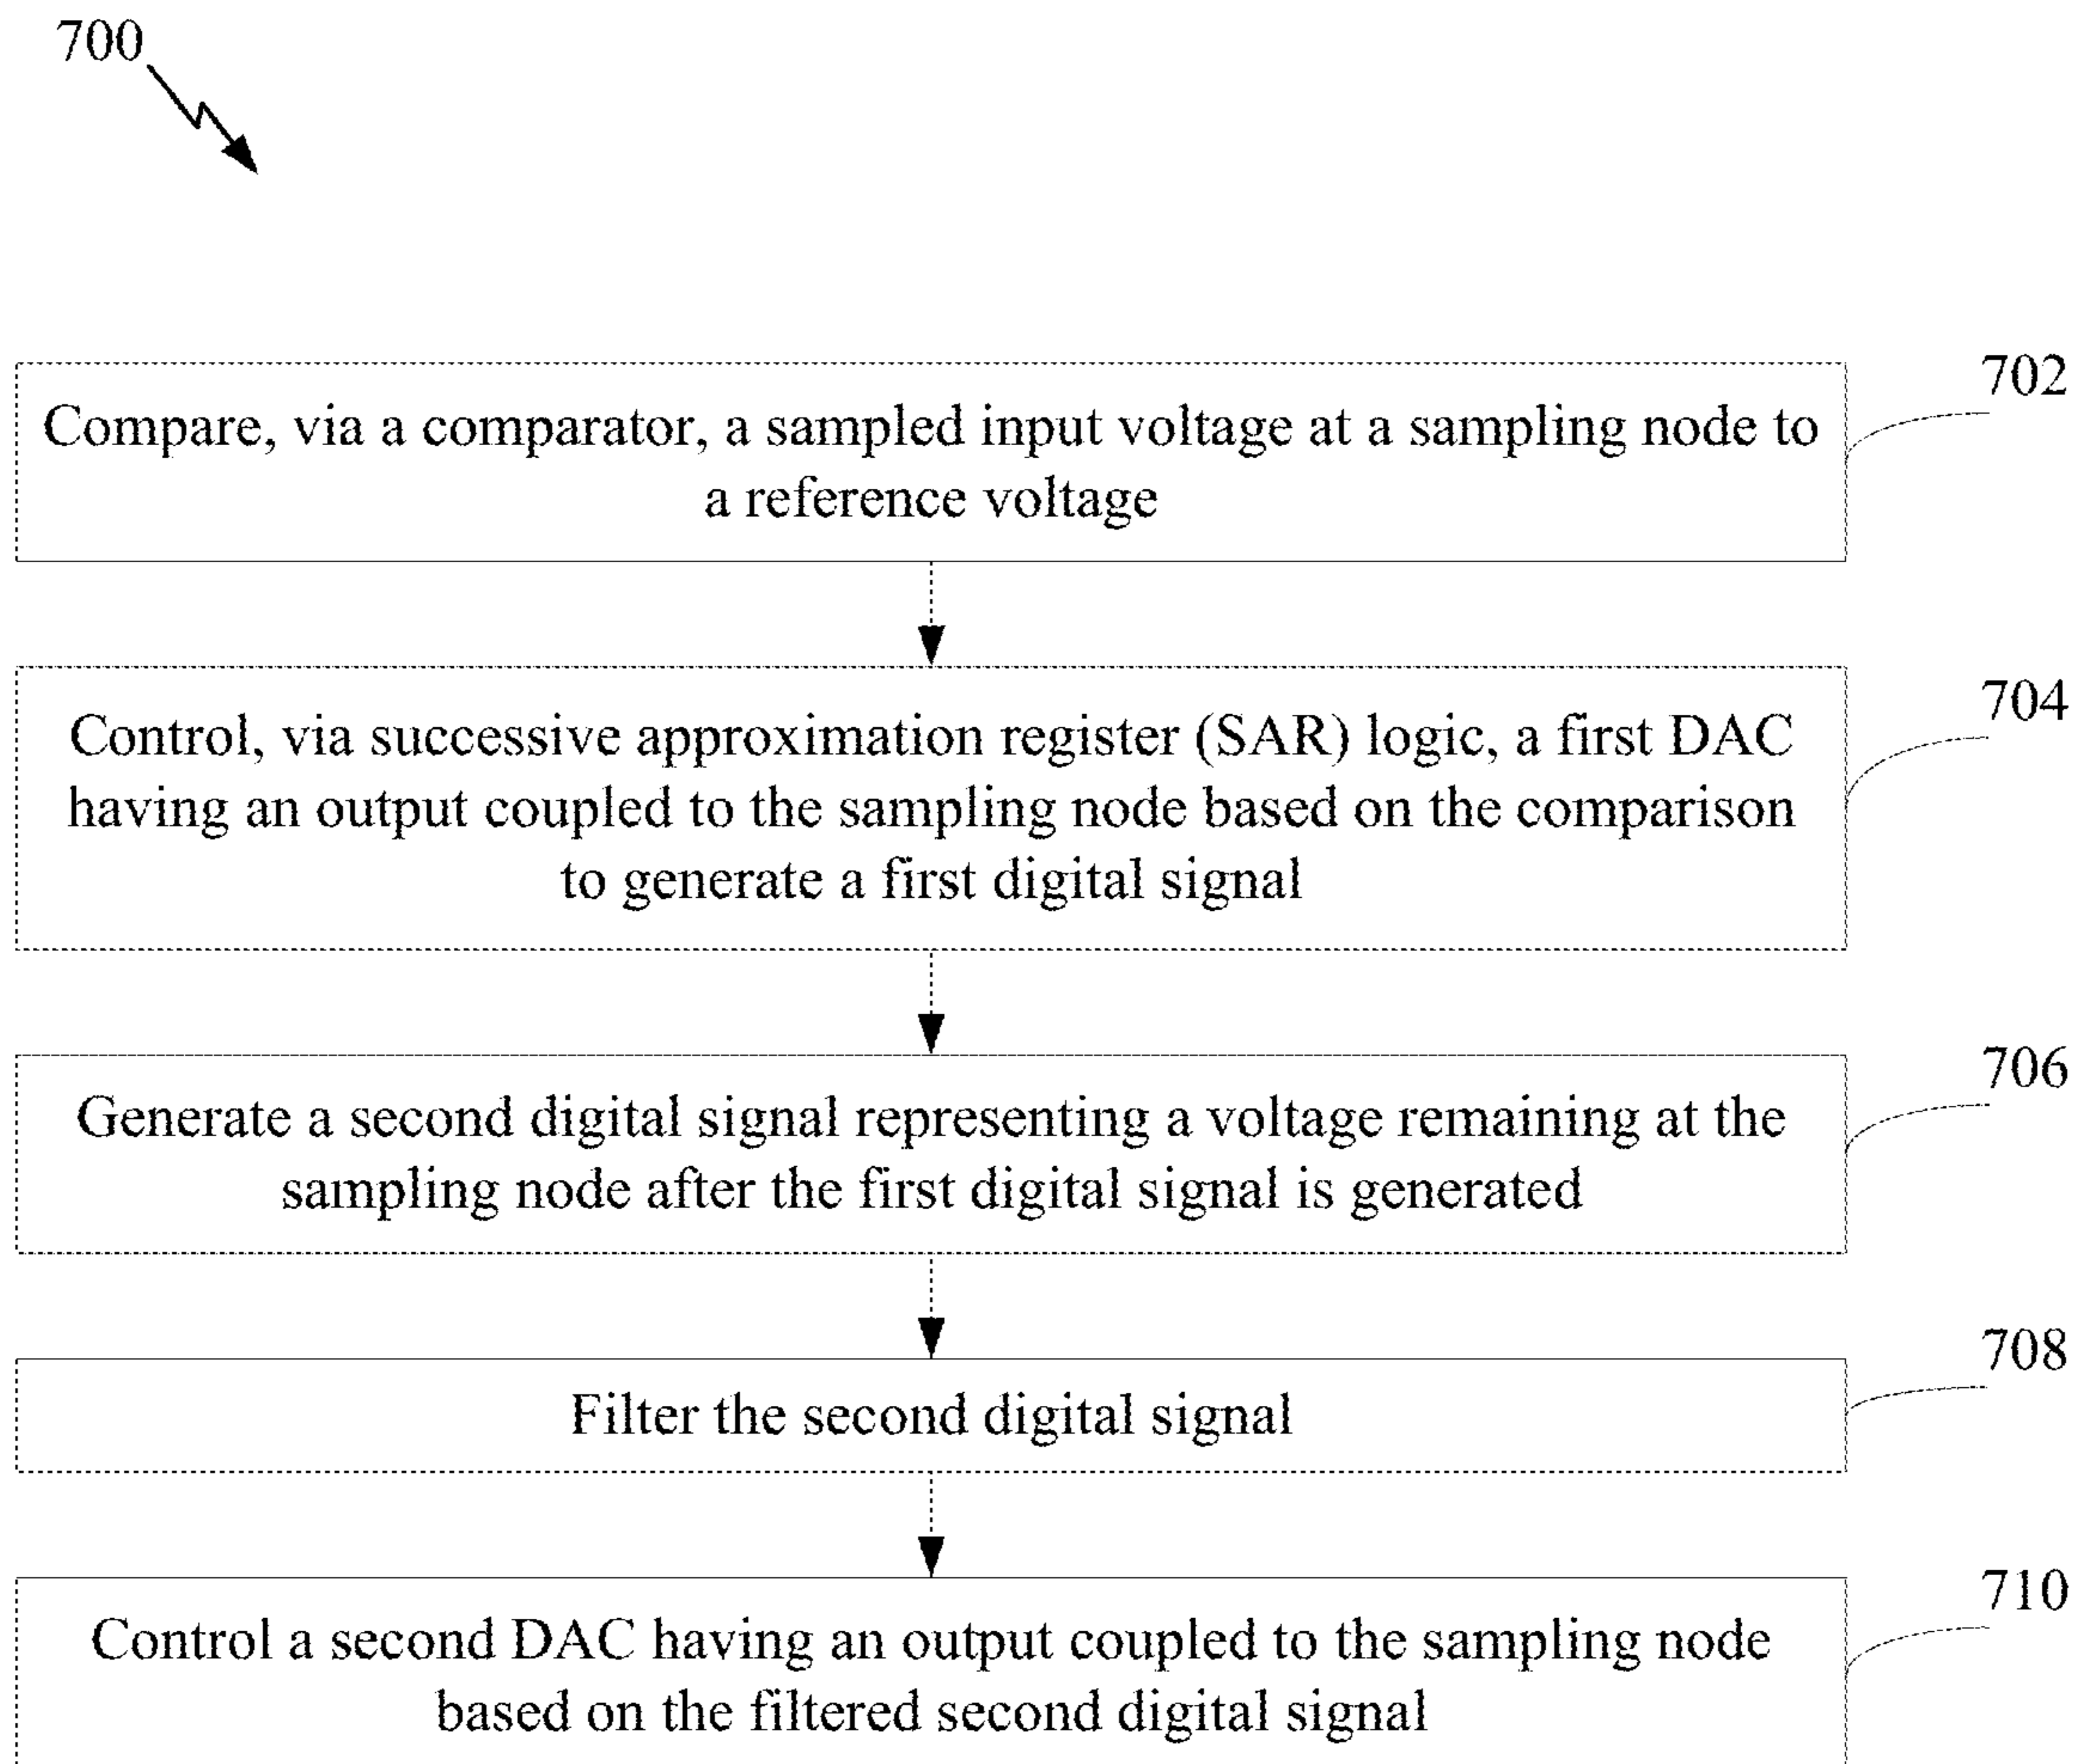 700
702
Compare, via a comparator, a sampled input voltage at a sampling node to
a reference voltage
704
Control, via successive approximation register (SAR) logic, a first DAC
having an output coupled to the sampling node based on the comparison
to generate a first digital signal
706
Generate a second digital signal representing a voltage remaining at the
sampling node after the first digital signal is generated
708
Filter the second digital signal
710
Control a second DAC having an output coupled to the sampling node
based on the filtered second digital signal